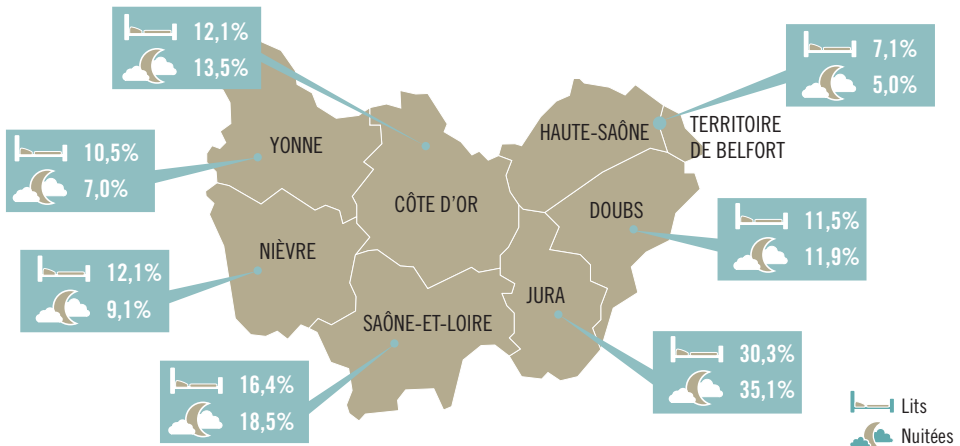 12,1%
13,5%
7,1%
5,0%
HAUTE-SAÔNE
TERRITOIRE
DE BELFORT
YONNE
10,5%
7,0%
CÔTE D'OR
DOUBS
11,5%
11,9%
NIÈVRE
12,1%
9,1%
JURA
SAÔNE-ET-LOIRE
30,3%
35,1%
16,4%
18,5%
Lits
Nuitées